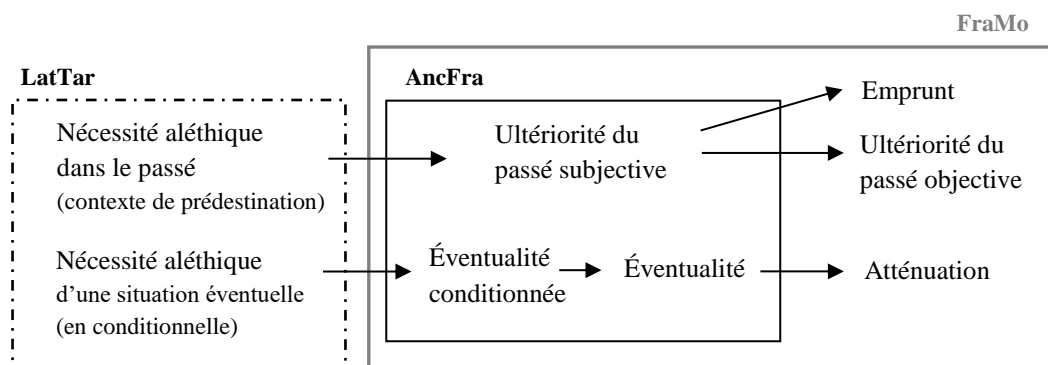 FraMo
LatTar
AncFra
Nécessité aléthique
dans le passé
(contexte de prédestination)
Ultériorité du
passé subjective
Emprunt
Ultériorité du
passé objective
Nécessité aléthique
d'une situation éventuelle
(en conditionnelle)
Éventualité
conditionnée
Éventualité
Atténuation